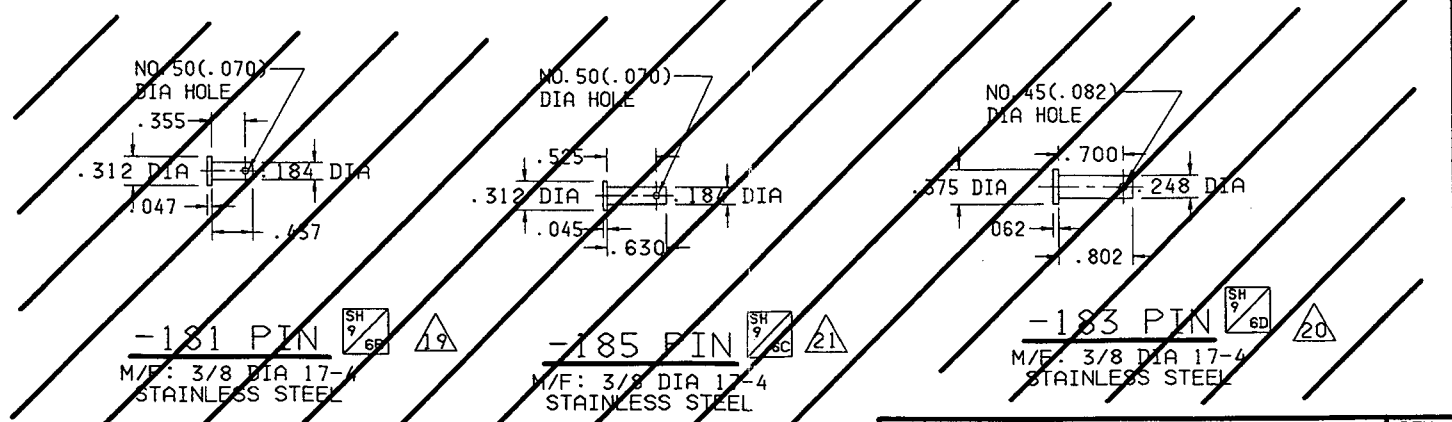 NO. 50(.070)
DIA HOLE
.355
.312 DIA
.184 DIA
.047
-181 PIN
SH
9
19
M/F: 3/8 DIA 17-4
STAINLESS STEEL
NO. 50(.070)
DIA HOLE
.525
.312 DIA
.184 DIA
.045
.630
-185 PIN
SH
9
6C
21
M/F: 3/8 DIA 17-4
STAINLESS STEEL
NO. 45(.082)
DIA HOLE
.700
.375 DIA
.248 DIA
.062
.802
-183 PIN
SH
9
6D
20
M/F: 3/8 DIA 17-4
STAINLESS STEEL